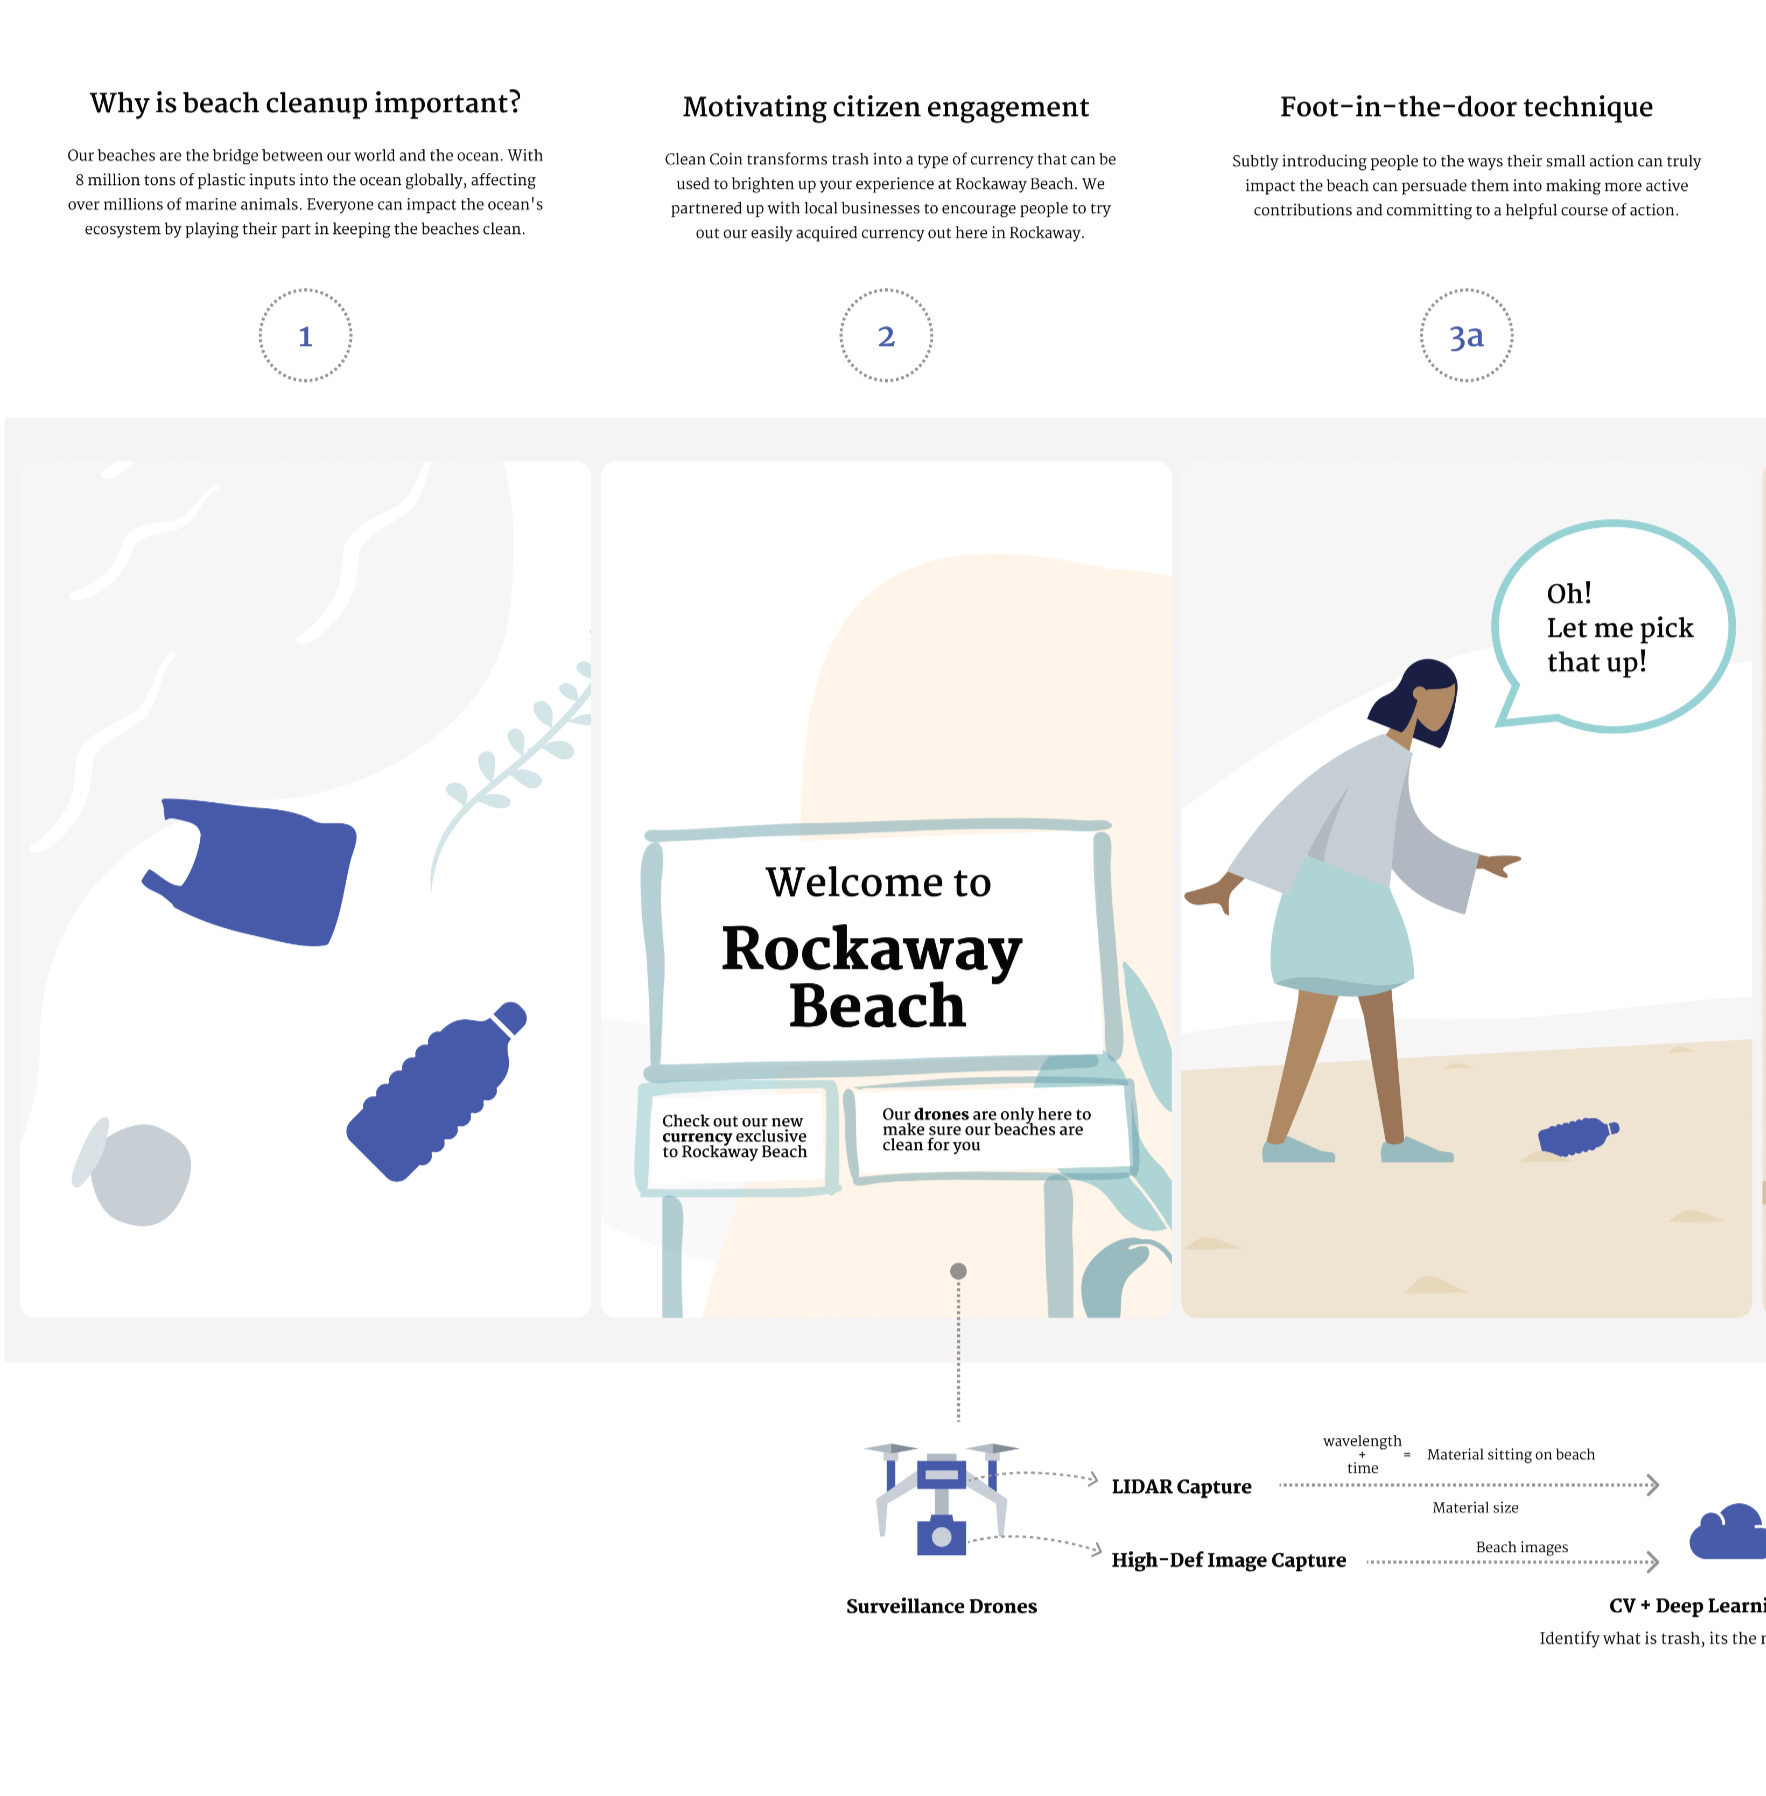 Why is beach cleanup important?
Our beaches are the bridge between our world and the ocean. With
8 million tons of plastic inputs into the ocean globally, affecting
over millions of marine animals. Everyone can impact the ocean's
ecosystem by playing their part in keeping the beaches clean.
1
Motivating citizen engagement
Clean Coin transforms trash into a type of currency that can be
used to brighten up your experience at Rockaway Beach. We
partnered up with local businesses to encourage people to try
out our easily acquired currency out here in Rockaway.
2
Foot-in-the-door technique
Subtly introducing people to the ways their small action can truly
impact the beach can persuade them into making more active
contributions and committing to a helpful course of action.
3a
Welcome to
Rockaway
Beach
Check out our new
currency exclusive
to Rockaway Beach
Our drones are only here to
make sure our beaches are
clean for you
Oh!
Let me pick
that up!
Surveillance Drones
LIDAR Capture
wavelength
+
time
= Material sitting on beach
Material size
High-Def Image Capture
Beach images
CV + Deep Learni
Identify what is trash, its the